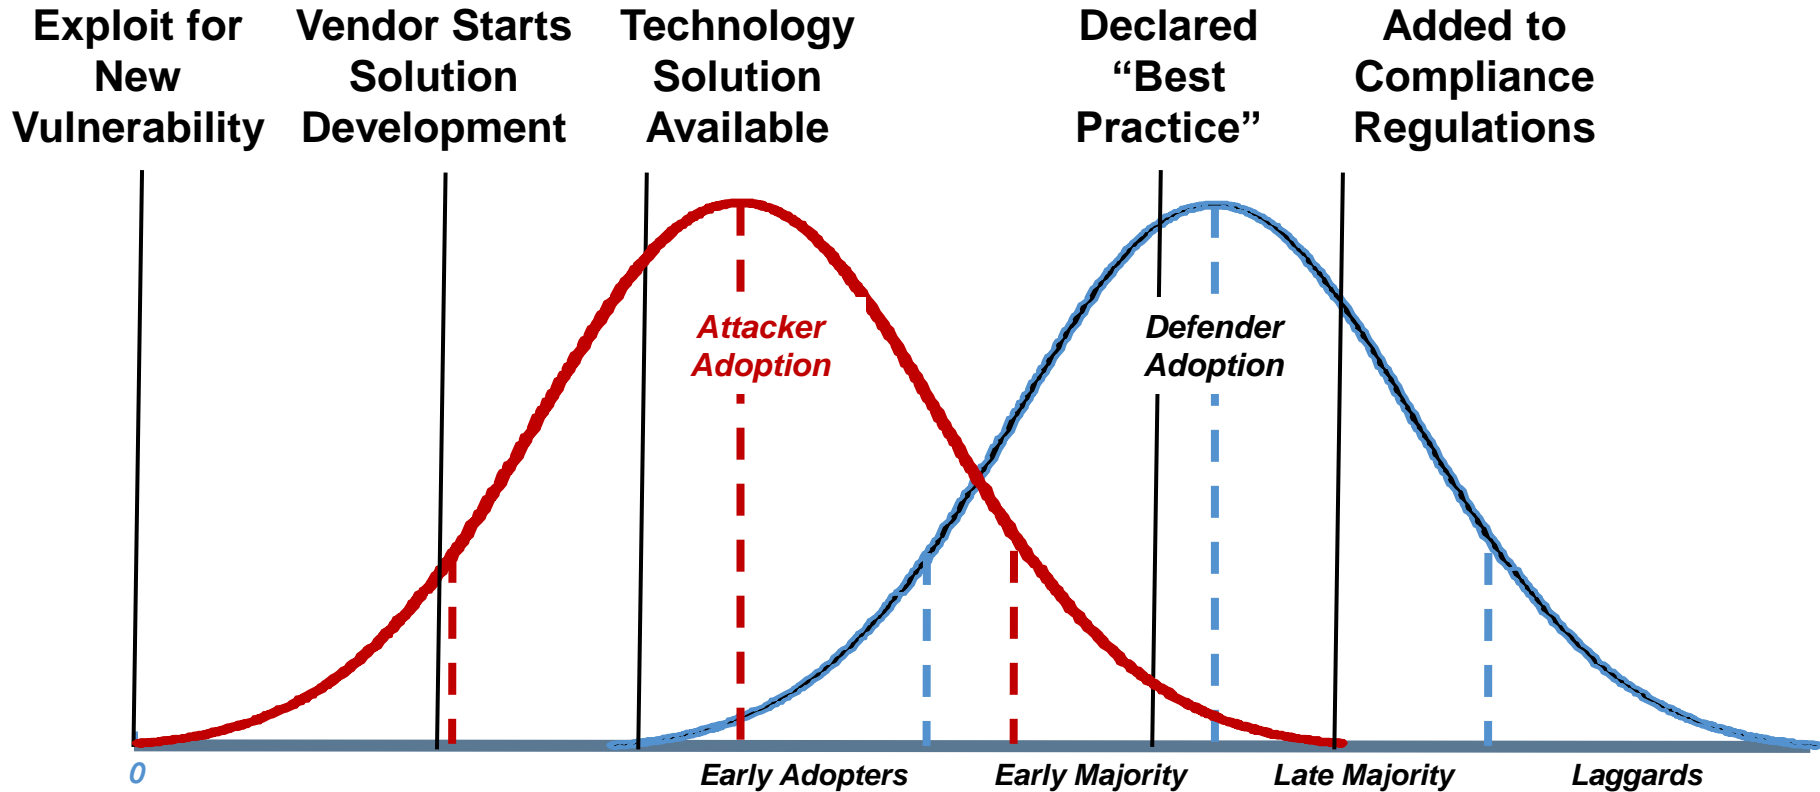 Exploit for
New
Vulnerability
Vendor Starts
Solution
Development
Technology
Solution
Available
Declared
“Best
Practice”
Added to
Compliance
Regulations
Attacker
Adoption
Defender
Adoption
0
Early Adopters
Early Majority
Late Majority
Laggards